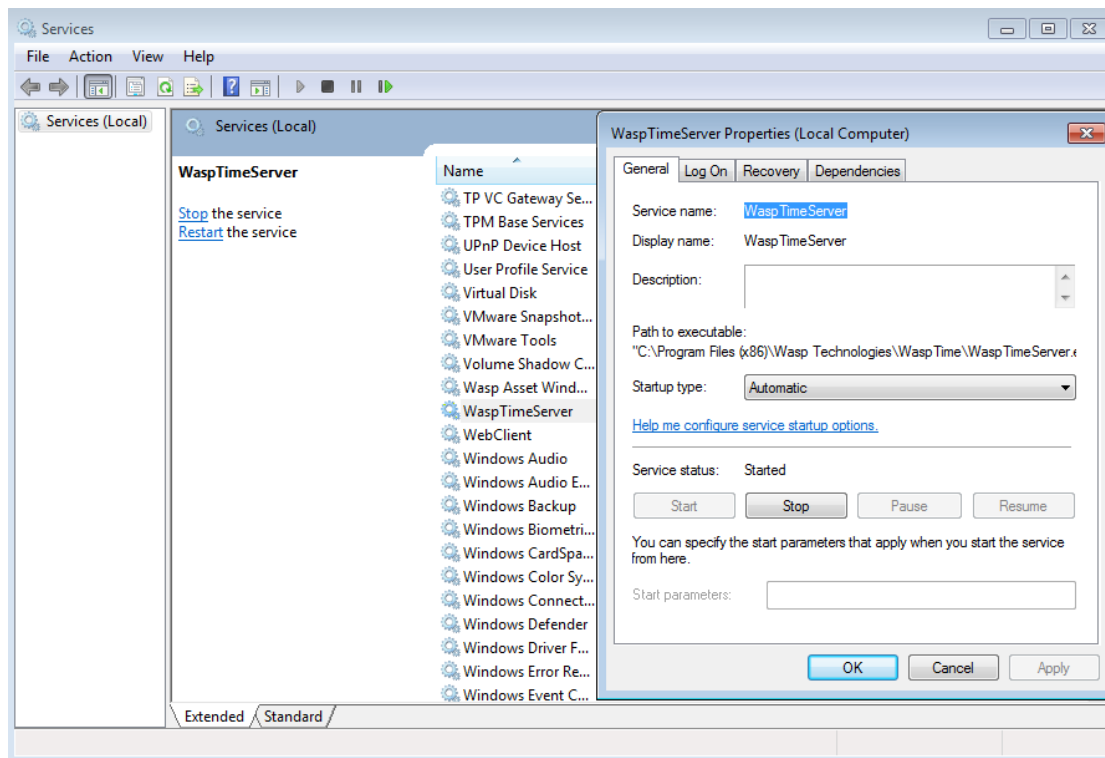 Services
File Action View Help
Services (Local)
Services (Local)
WaspTimeServer
Stop the service
Restart the service
Name
TP VC Gateway Se...
TPM Base Services
UPnP Device Host
User Profile Service
Virtual Disk
VMware Snapshot...
VMware Tools
Volume Shadow C...
Wasp Asset Wind...
WaspTimeServer
WebClient
Windows Audio
Windows Audio E...
Windows Backup
Windows Biometri...
Windows CardSpa...
Windows Color Sy...
Windows Connect...
Windows Defender
Windows Driver F...
Windows Error Re...
Windows Event C...
Extended Standard
WaspTimeServer Properties (Local Computer)
General Log On Recovery Dependencies
Service name: WaspTimeServer
Display name: WaspTimeServer
Description:
Path to executable:
"C:\Program Files (x86)\Wasp Technologies\WaspTime\WaspTimeServer.e
Startup type: Automatic
Help me configure service startup options.
Service status: Started
Start Stop Pause Resume
You can specify the start parameters that apply when you start the service
from here.
Start parameters:
OK Cancel Apply